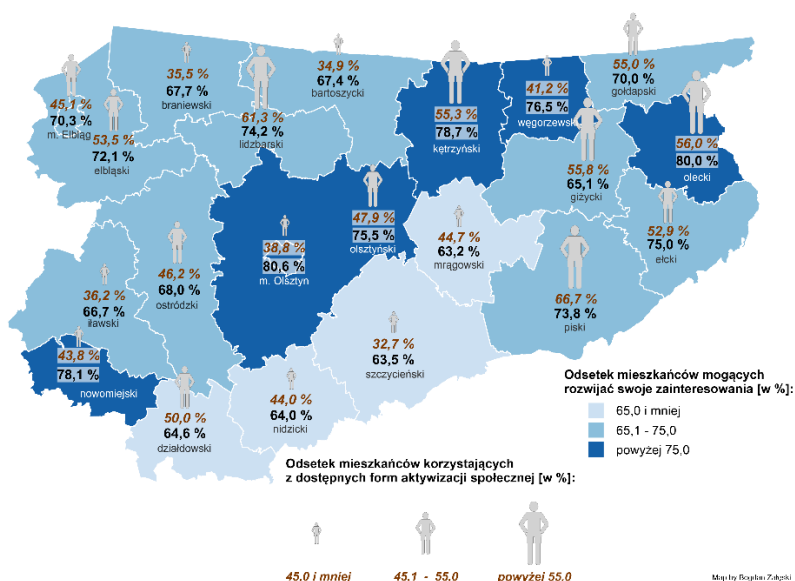 35,5 %
67,7 %
braniewski
34,9 %
67,4 %
bartoszycki
55,0 %
70,0 %
gołdapski
45,1 %
70,3 %
m. Elbląg
53,5 %
72,1 %
elbląski
61,3 %
74,2 %
lidzbarski
55,3 %
78,7 %
kętrzyński
41,2 %
76,5 %
węgorzewski
56,0 %
80,0 %
olecki
55,8 %
65,1 %
giżycki
47,9 %
75,5 %
olsztyński
38,8 %
80,6 %
m. Olsztyn
44,7 %
63,2 %
mrągowski
52,9 %
75,0 %
ełcki
46,2 %
68,0 %
ostródzki
36,2 %
66,7 %
iławski
66,7 %
73,8 %
piski
32,7 %
63,5 %
szczycieński
43,8 %
78,1 %
nowomiejski
50,0 %
64,6 %
działdowski
44,0 %
64,0 %
nidzicki
Odsetek mieszkańców mogących
rozwijać swoje zainteresowania [w %]:
65,0 i mniej
65,1 - 75,0
powyżej 75,0
Odsetek mieszkańców korzystających
z dostępnych form aktywizacji społecznej [w %]:
45.0 i mniej
45.1 - 55.0
powyżej 55.0
Map by Bogdan Załęski